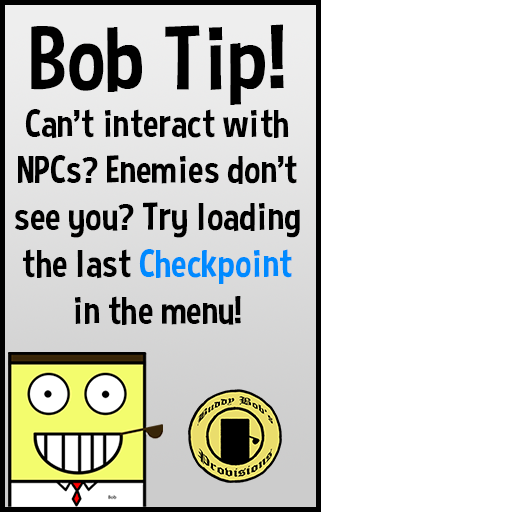 Bob Tip!
Can't interact with
NPCs? Enemies don't
see you? Try loading
the last Checkpoint
in the menu!
Bob
Buddy Bob's
Provisions